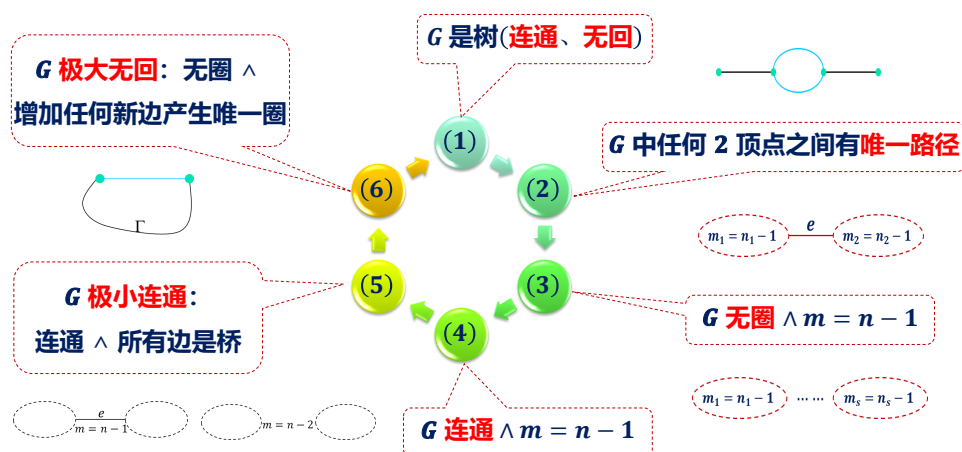 G 是树(连通、无回)
G 极大无回：无圈 ∧
增加任何新边产生唯一圈
(1)
G 中任何 2 顶点之间有唯一路径
(6)
(2)
Γ
e
m₁ = n₁ − 1
m₂ = n₂ − 1
G 极小连通：
连通 ∧ 所有边是桥
(5)
(3)
G 无圈 ∧ m = n − 1
(4)
m₁ = n₁ − 1
⋯⋯
mₛ = nₛ − 1
e
m = n − 1
m = n − 2
G 连通 ∧ m = n − 1